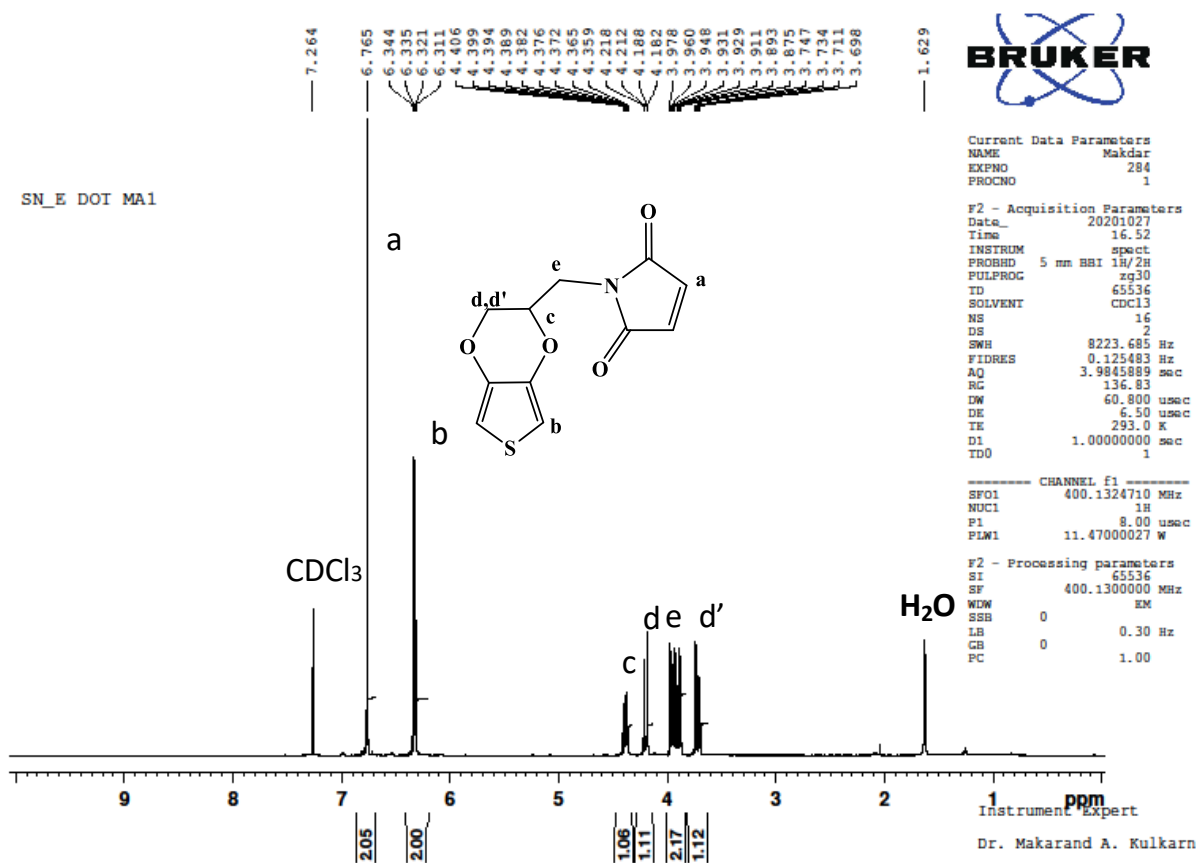 7.264
6.765
6.344
6.335
6.321
6.311
4.406
4.399
4.394
4.389
4.382
4.376
4.372
4.365
4.359
4.218
4.212
4.188
4.182
3.978
3.960
3.948
3.931
3.929
3.911
3.893
3.875
3.747
3.734
3.711
3.698
1.629
BRUKER
SN_E DOT MA1
Current Data Parameters
NAME Makdar
EXPNO 284
PROCNO 1
F2 - Acquisition Parameters
Date_ 20201027
Time 16.52
INSTRUM spect
PROBHD 5 mm BBI 1H/2H
PULPROG zg30
TD 65536
SOLVENT CDCl3
NS 16
DS 2
SWH 8223.685 Hz
FIDRES 0.125483 Hz
AQ 3.9845889 sec
RG 136.83
DW 60.800 usec
DE 6.50 usec
TE 293.0 K
D1 1.00000000 sec
TD0 1
======== CHANNEL f1 ========
SFO1 400.1324710 MHz
NUC1 1H
P1 8.00 usec
PLW1 11.47000027 W
F2 - Processing parameters
SI 65536
SF 400.1300000 MHz
WDW EM
SSB 0
LB 0.30 Hz
GB 0
PC 1.00
a
O
e
N
a
d,d'
c
O
O
O
b
b
S
CDCl3
H2O
c
d e d’
9 8 7 6 5 4 3 2 1 ppm
2.05
2.00
1.06
1.11
2.17
1.12
Instrument Expert
Dr. Makarand A. Kulkarn